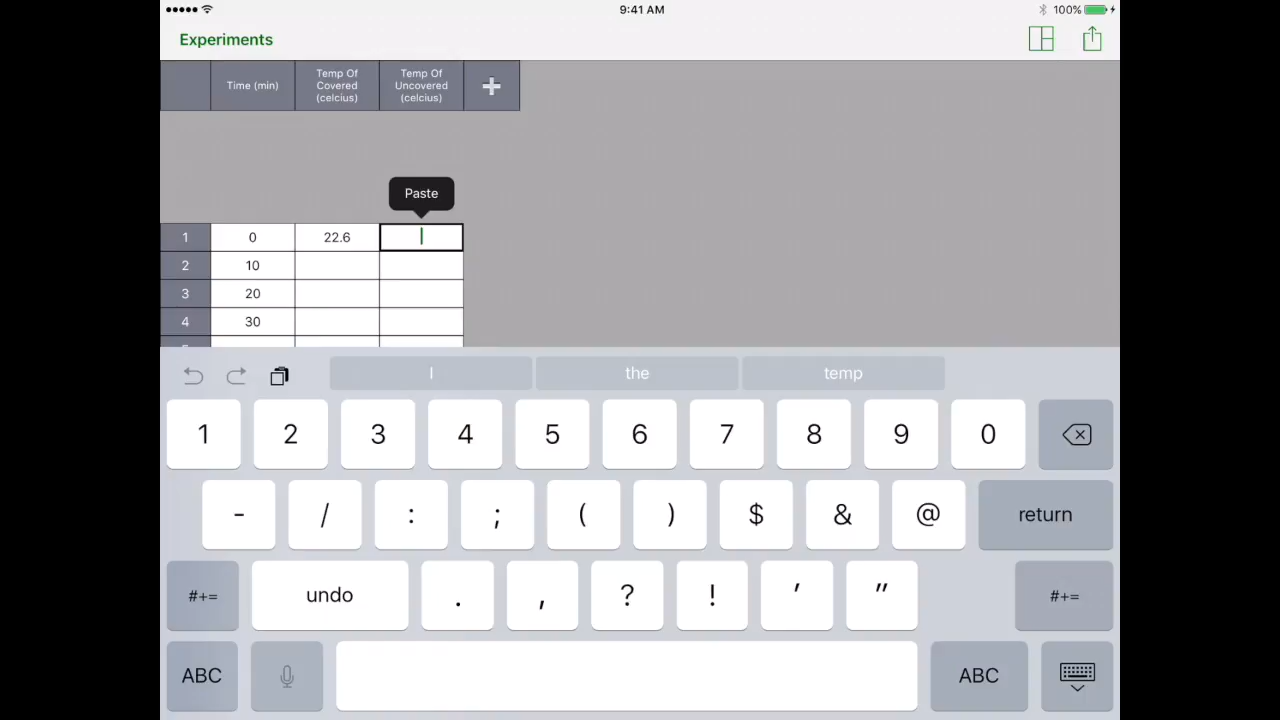 9:41 AM
100%
Experiments
Time (min)
Temp Of
Covered
(celcius)
Temp Of
Uncovered
(celcius)
+
Paste
1 0 22.6
2 10
3 20
4 30
I the temp
1 2 3 4 5 6 7 8 9 0
- / : ; ( ) $ & @ return
#+= undo . , ? ! ' " #+=
ABC ABC